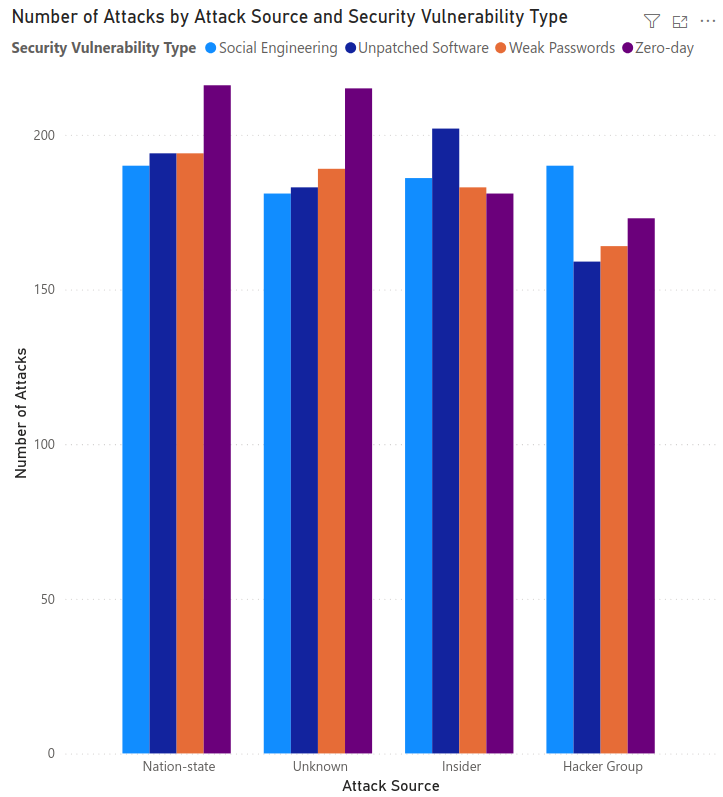 Number of Attacks by Attack Source and Security Vulnerability Type
Security Vulnerability Type Social Engineering Unpatched Software Weak Passwords Zero-day
Number of Attacks
200
150
100
50
0
Nation-state Unknown Insider Hacker Group
Attack Source